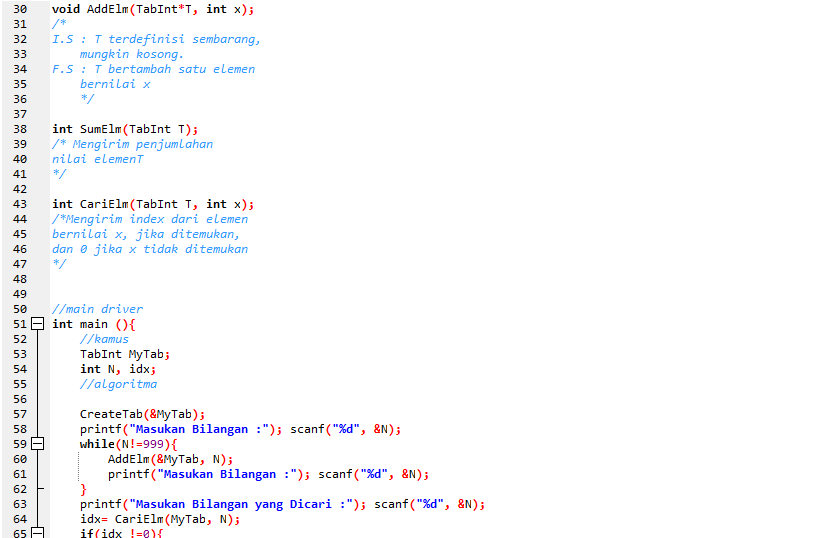 30 void AddElm(TabInt*T, int x);
31 /*
32 I.S : T terdefinisi sembarang,
33 mungkin kosong.
34 F.S : T bertambah satu elemen
35 bernilai x
36 */
37
38 int SumElm(TabInt T);
39 /* Mengirim penjumlahan
40 nilai elemenT
41 */
42
43 int CariElm(TabInt T, int x);
44 /*Mengirim index dari elemen
45 bernilai x, jika ditemukan,
46 dan 0 jika x tidak ditemukan
47 */
48
49
50 //main driver
51 int main (){
52 //kamus
53 TabInt MyTab;
54 int N, idx;
55 //algoritma
56
57 CreateTab(&MyTab);
58 printf("Masukan Bilangan :"); scanf("%d", &N);
59 while(N!=999){
60 AddElm(&MyTab, N);
61 printf("Masukan Bilangan :"); scanf("%d", &N);
62 }
63 printf("Masukan Bilangan yang Dicari :"); scanf("%d", &N);
64 idx= CariElm(MyTab, N);
65 if(idx !=0){